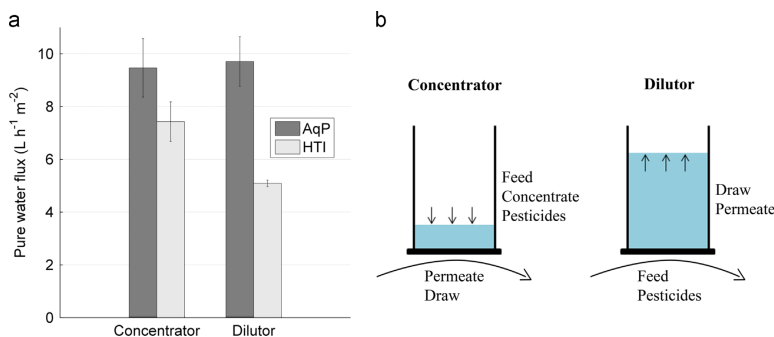 a
Pure water flux (L h⁻¹ m⁻²)
10
8
6
4
2
0
AqP
HTI
Concentrator
Dilutor
b
Concentrator
Feed
Concentrate
Pesticides
Permeate
Draw
Dilutor
Draw
Permeate
Feed
Pesticides